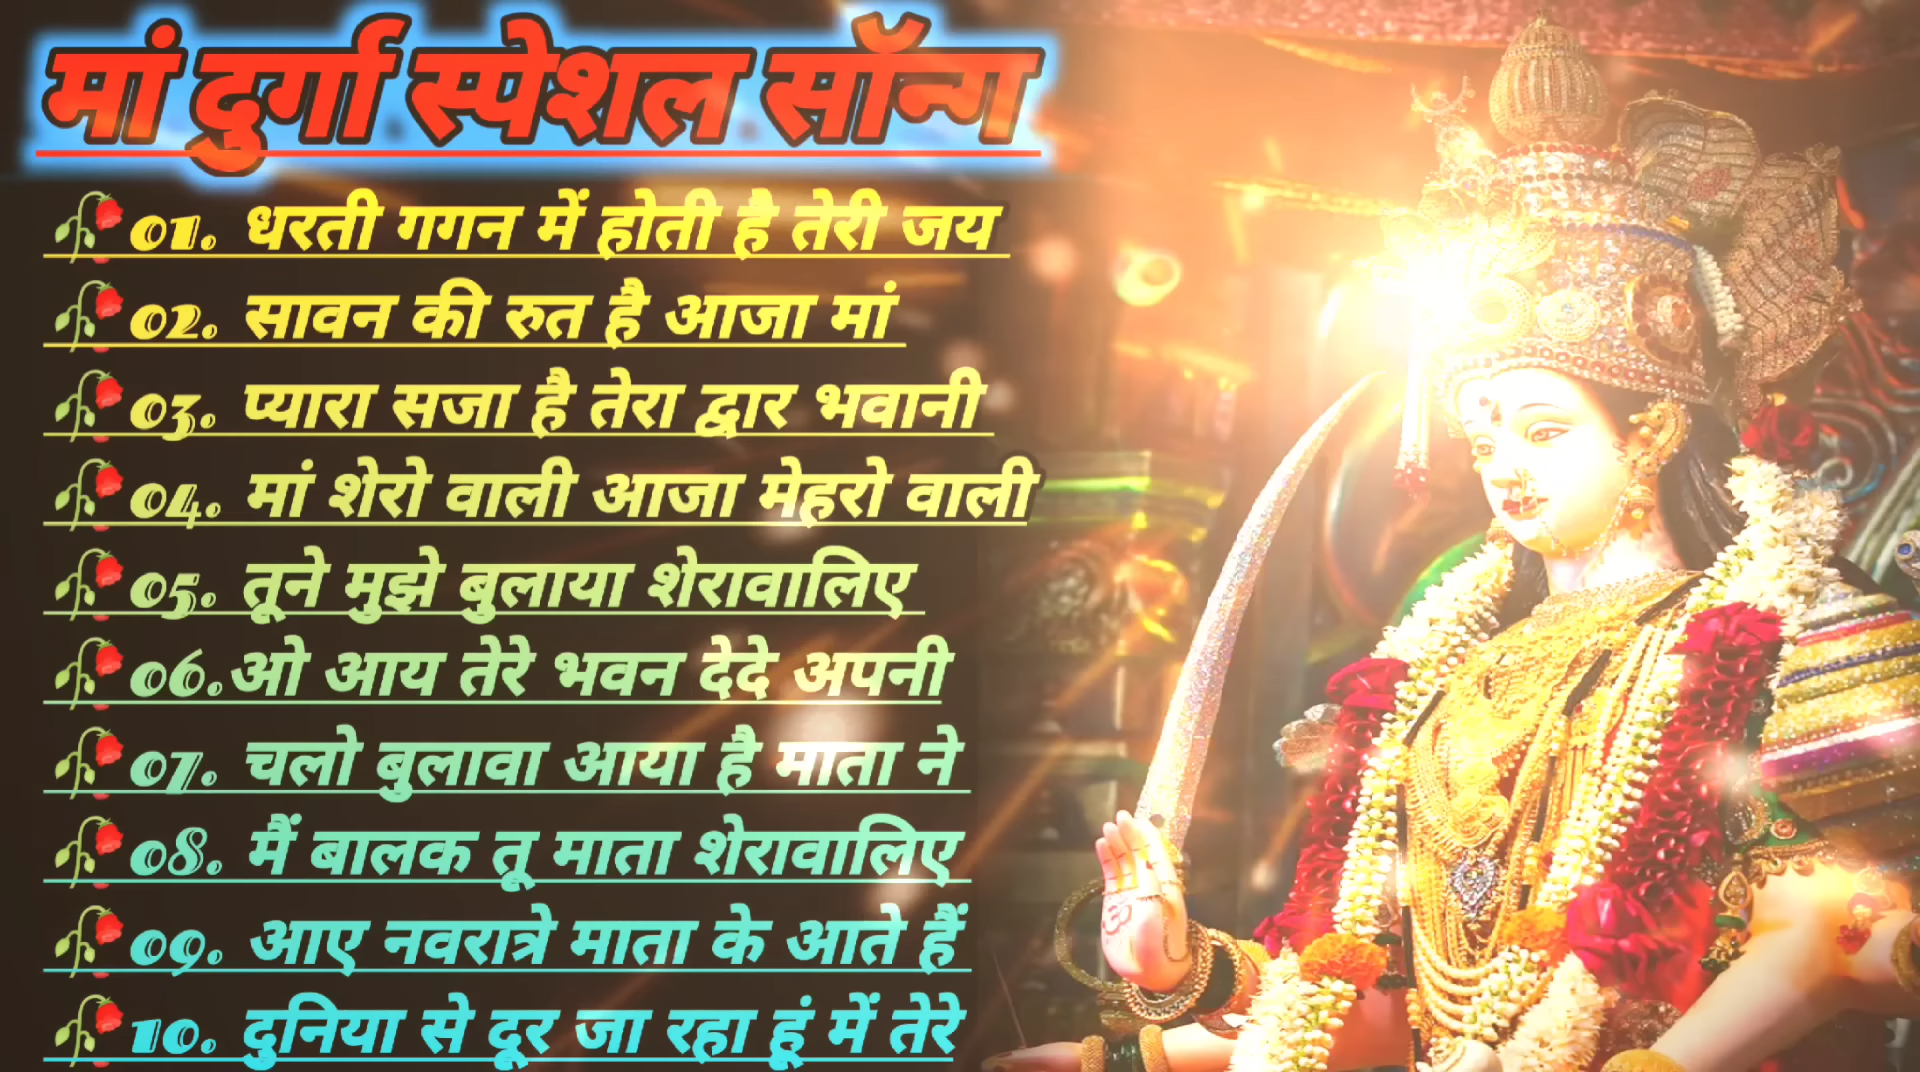 मां दुर्गा स्पेशल सॉन्ग
01. धरती गगन में होती है तेरी जय
02. सावन की रुत है आजा मां
03. प्यारा सजा है तेरा द्वार भवानी
04. मां शेरो वाली आजा मेहरो वाली
05. तूने मुझे बुलाया शेरावालिए
06.ओ आय तेरे भवन देदे अपनी
07. चलो बुलावा आया है माता ने
08. मैं बालक तू माता शेरावालिए
09. आए नवरात्रे माता के आते हैं
10. दुनिया से दूर जा रहा हूं में तेरे